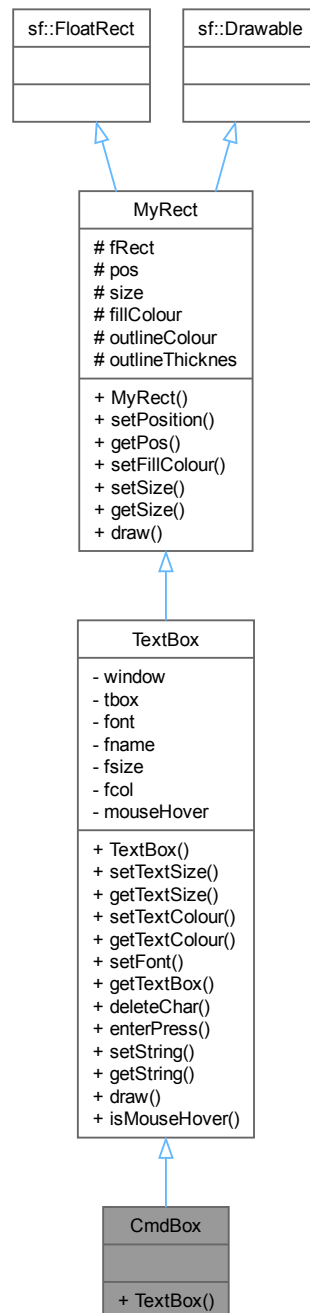 sf::FloatRect
sf::Drawable
MyRect
# fRect
# pos
# size
# fillColour
# outlineColour
# outlineThicknes
+ MyRect()
+ setPosition()
+ getPos()
+ setFillColour()
+ setSize()
+ getSize()
+ draw()
TextBox
- window
- tbox
- font
- fname
- fsize
- fcol
- mouseHover
+ TextBox()
+ setTextSize()
+ getTextSize()
+ setTextColour()
+ getTextColour()
+ setFont()
+ getTextBox()
+ deleteChar()
+ enterPress()
+ setString()
+ getString()
+ draw()
+ isMouseHover()
CmdBox
+ TextBox()